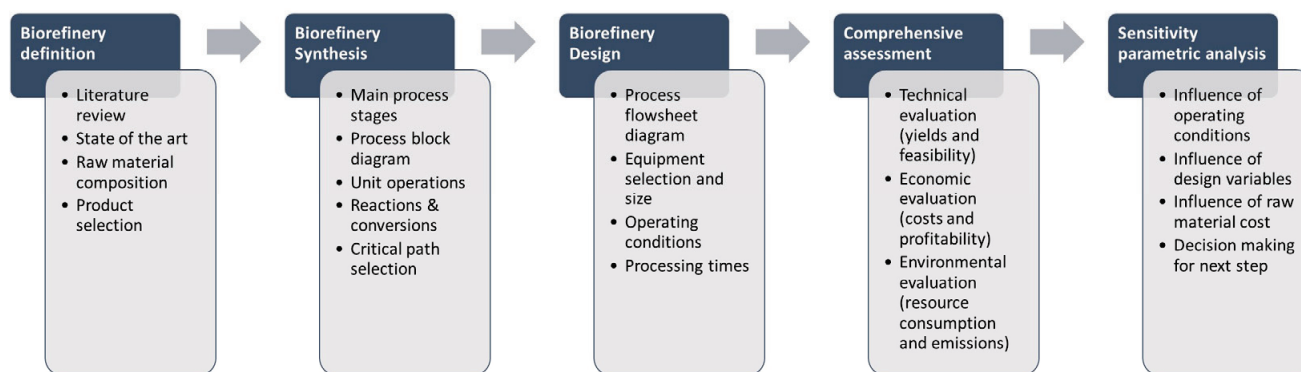 Biorefinery
definition
• Literature
review
• State of the art
• Raw material
composition
• Product
selection
Biorefinery
Synthesis
• Main process
stages
• Process block
diagram
• Unit operations
• Reactions &
conversions
• Critical path
selection
Biorefinery
Design
• Process
flowsheet
diagram
• Equipment
selection and
size
• Operating
conditions
• Processing times
Comprehensive
assessment
• Technical
evaluation
(yields and
feasibility)
• Economic
evaluation
(costs and
profitability)
• Environmental
evaluation
(resource
consumption
and emissions)
Sensitivity
parametric analysis
• Influence of
operating
conditions
• Influence of
design variables
• Influence of raw
material cost
• Decision making
for next step